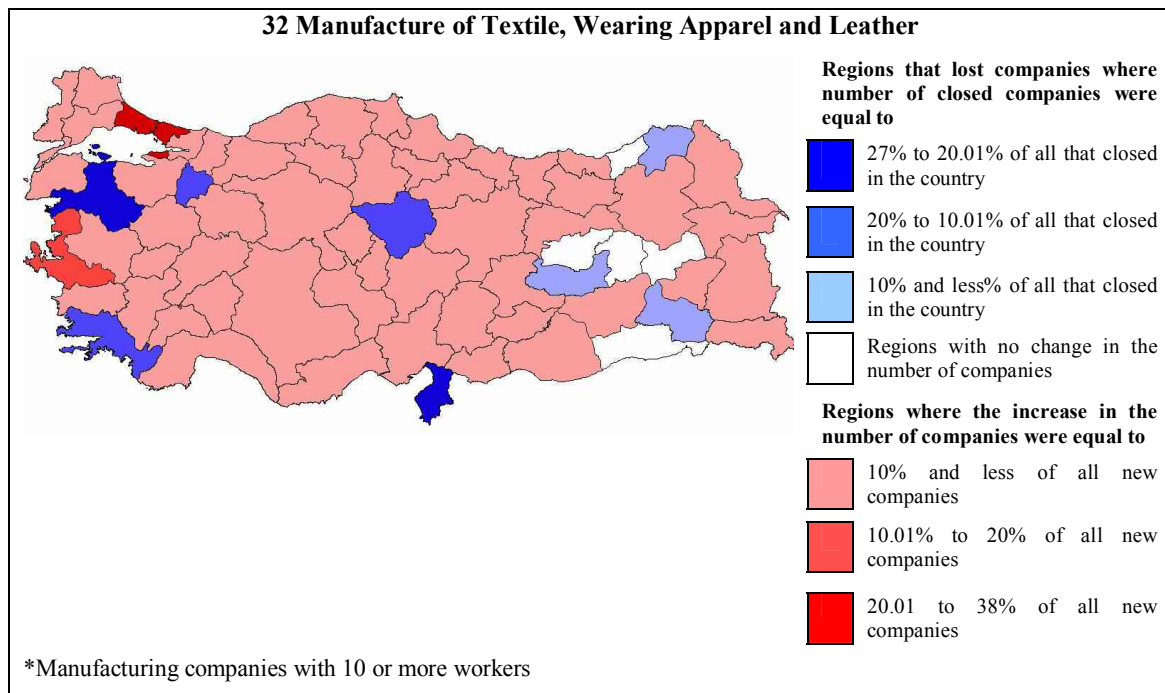 32 Manufacture of Textile, Wearing Apparel and Leather
Regions that lost companies where
number of closed companies were
equal to
27% to 20.01% of all that closed
in the country
20% to 10.01% of all that closed
in the country
10% and less% of all that closed
in the country
Regions with no change in the
number of companies
Regions where the increase in the
number of companies were equal to
10% and less of all new
companies
10.01% to 20% of all new
companies
20.01 to 38% of all new
companies
*Manufacturing companies with 10 or more workers